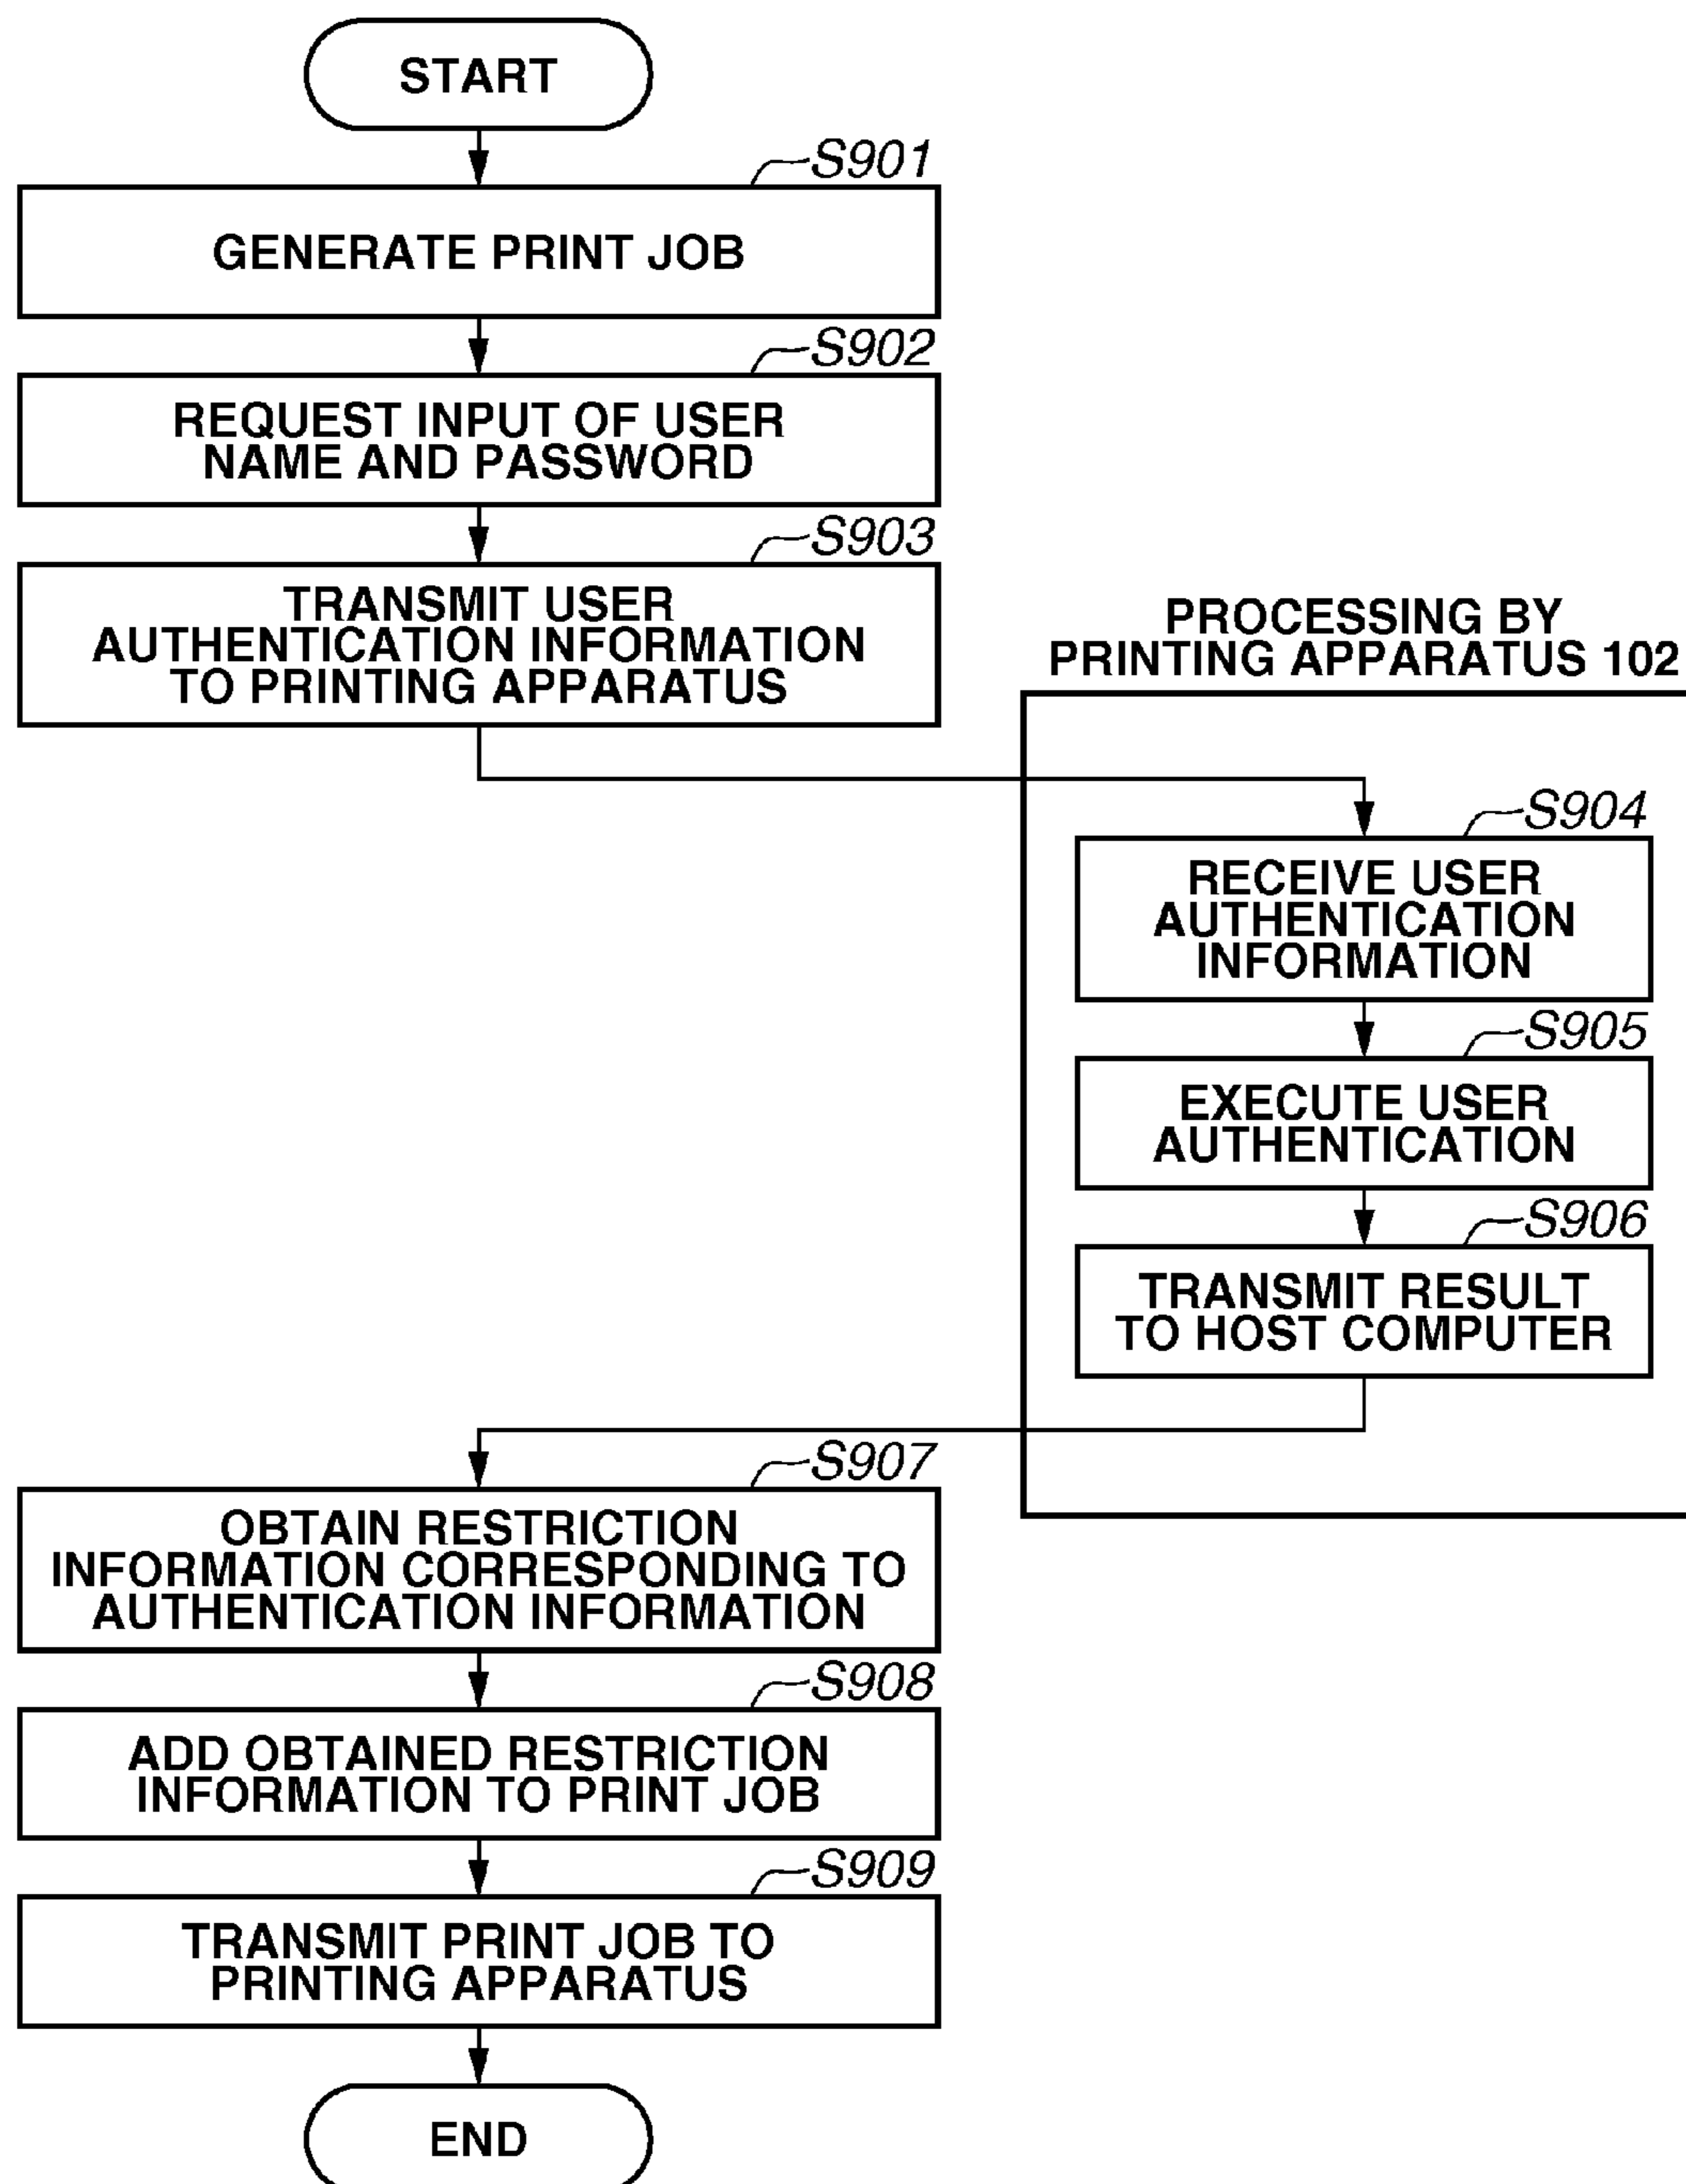 START
S901
GENERATE PRINT JOB
S902
REQUEST INPUT OF USER
NAME AND PASSWORD
S903
TRANSMIT USER
AUTHENTICATION INFORMATION
TO PRINTING APPARATUS
PROCESSING BY
PRINTING APPARATUS 102
S904
RECEIVE USER
AUTHENTICATION
INFORMATION
S905
EXECUTE USER
AUTHENTICATION
S906
TRANSMIT RESULT
TO HOST COMPUTER
S907
OBTAIN RESTRICTION
INFORMATION CORRESPONDING TO
AUTHENTICATION INFORMATION
S908
ADD OBTAINED RESTRICTION
INFORMATION TO PRINT JOB
S909
TRANSMIT PRINT JOB TO
PRINTING APPARATUS
END